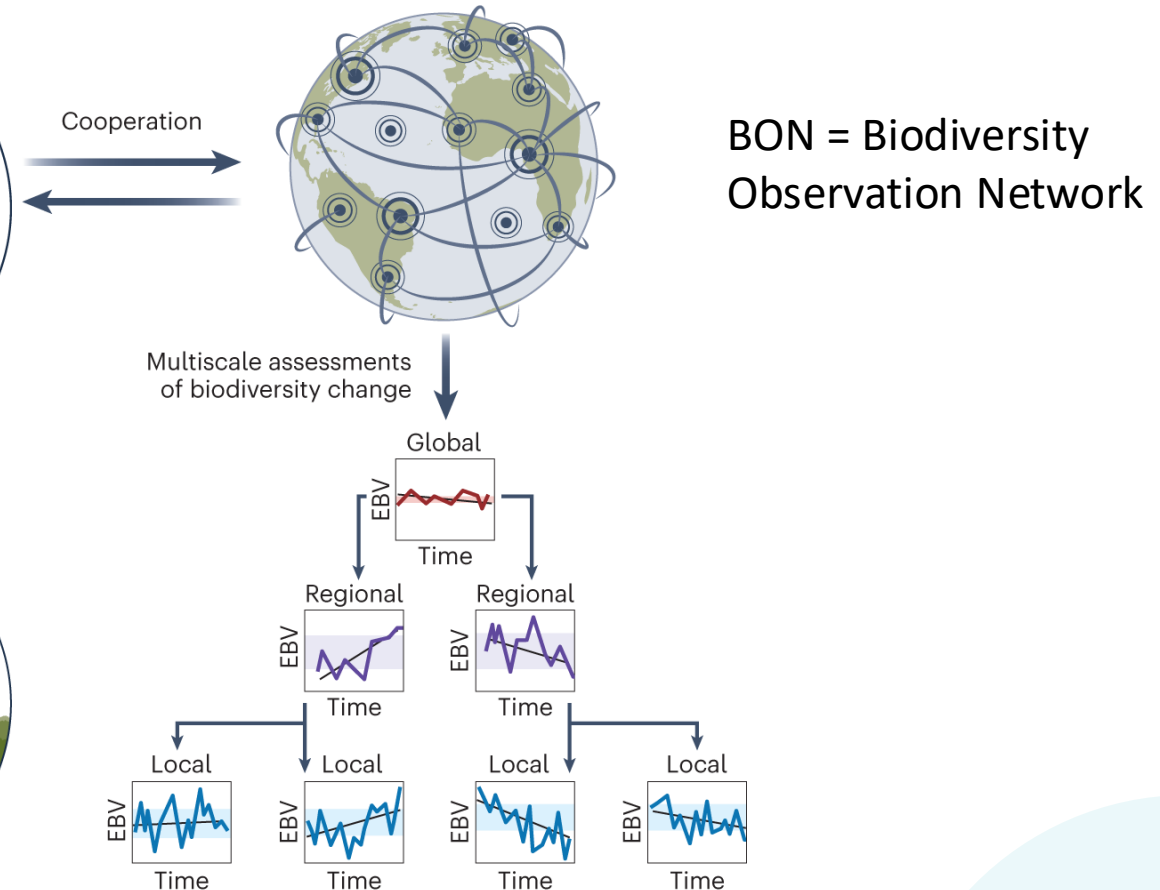 Cooperation
BON = Biodiversity
Observation Network
Multiscale assessments
of biodiversity change
Global
EBV
Time
Regional
Regional
EBV
EBV
Time
Time
Local
Local
Local
Local
EBV
EBV
EBV
EBV
Time
Time
Time
Time